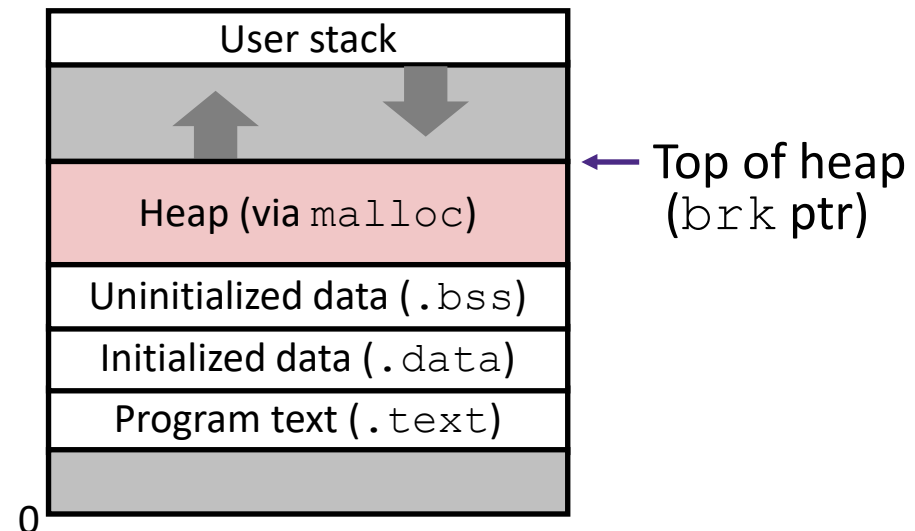 User stack
Top of heap
(brk ptr)
Heap (via malloc)
Uninitialized data (.bss)
Initialized data (.data)
Program text (.text)
0